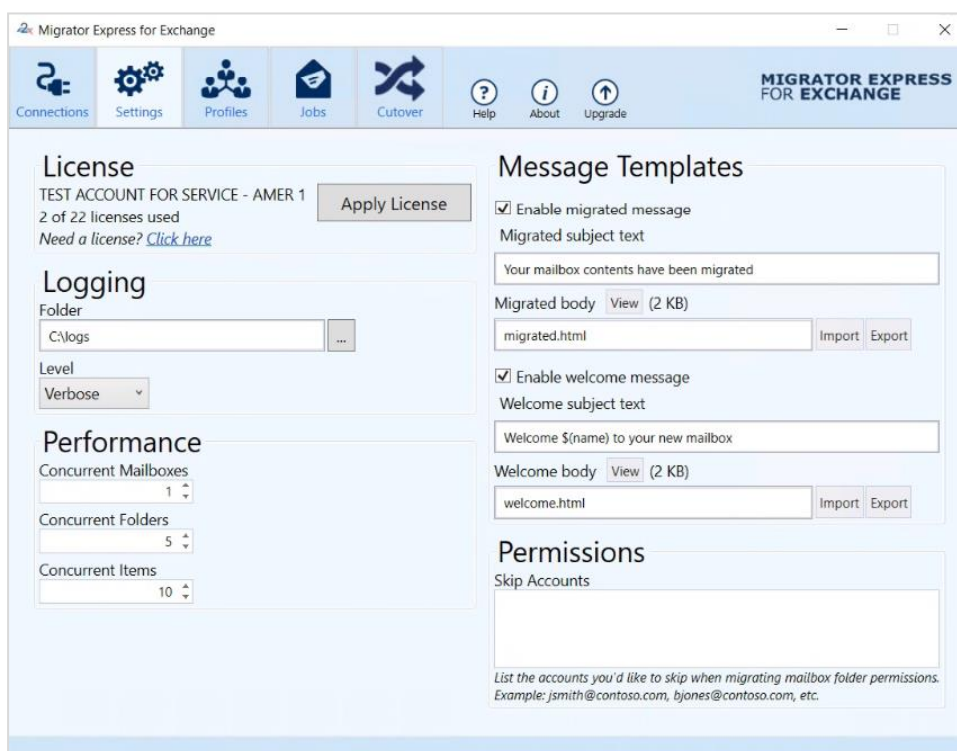 Migrator Express for Exchange
Connections
Settings
Profiles
Jobs
Cutover
Help
About
Upgrade
MIGRATOR EXPRESS
FOR EXCHANGE
License
TEST ACCOUNT FOR SERVICE - AMER 1
2 of 22 licenses used
Need a license? Click here
Apply License
Logging
Folder
C:\logs
...
Level
Verbose
Performance
Concurrent Mailboxes
1
Concurrent Folders
5
Concurrent Items
10
Message Templates
Enable migrated message
Migrated subject text
Your mailbox contents have been migrated
Migrated body View (2 KB)
migrated.html Import Export
Enable welcome message
Welcome subject text
Welcome $(name) to your new mailbox
Welcome body View (2 KB)
welcome.html Import Export
Permissions
Skip Accounts
List the accounts you'd like to skip when migrating mailbox folder permissions.
Example: jsmith@contoso.com, bjones@contoso.com, etc.